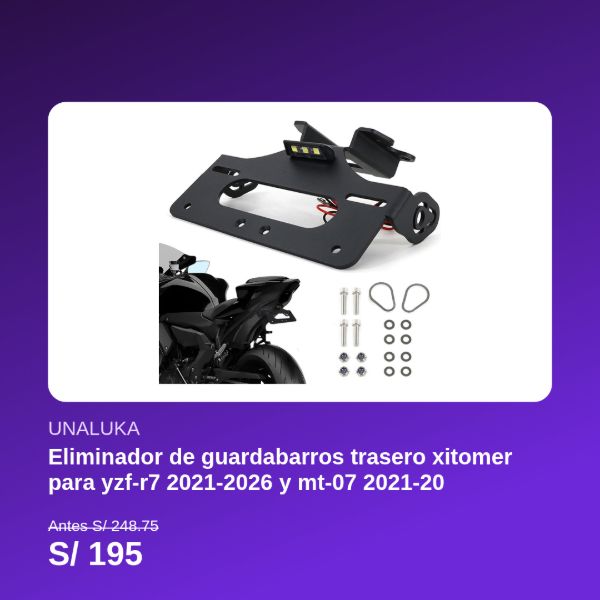 UNALUKA
Eliminador de guardabarros trasero xitomer
para yzf-r7 2021-2026 y mt-07 2021-20
Antes S/ 248.75
S/ 195